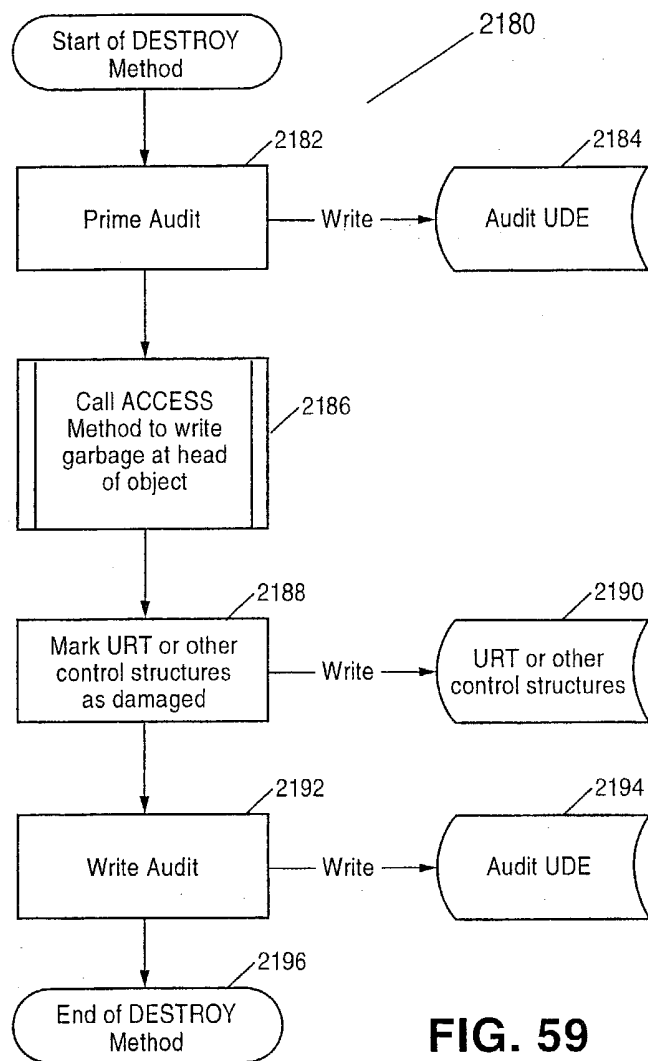 Start of DESTROY
Method
2180
2182
Prime Audit
Write
2184
Audit UDE
Call ACCESS
Method to write
garbage at head
of object
2186
2188
Mark URT or other
control structures
as damaged
Write
2190
URT or other
control structures
2192
Write Audit
Write
2194
Audit UDE
2196
End of DESTROY
Method
FIG. 59